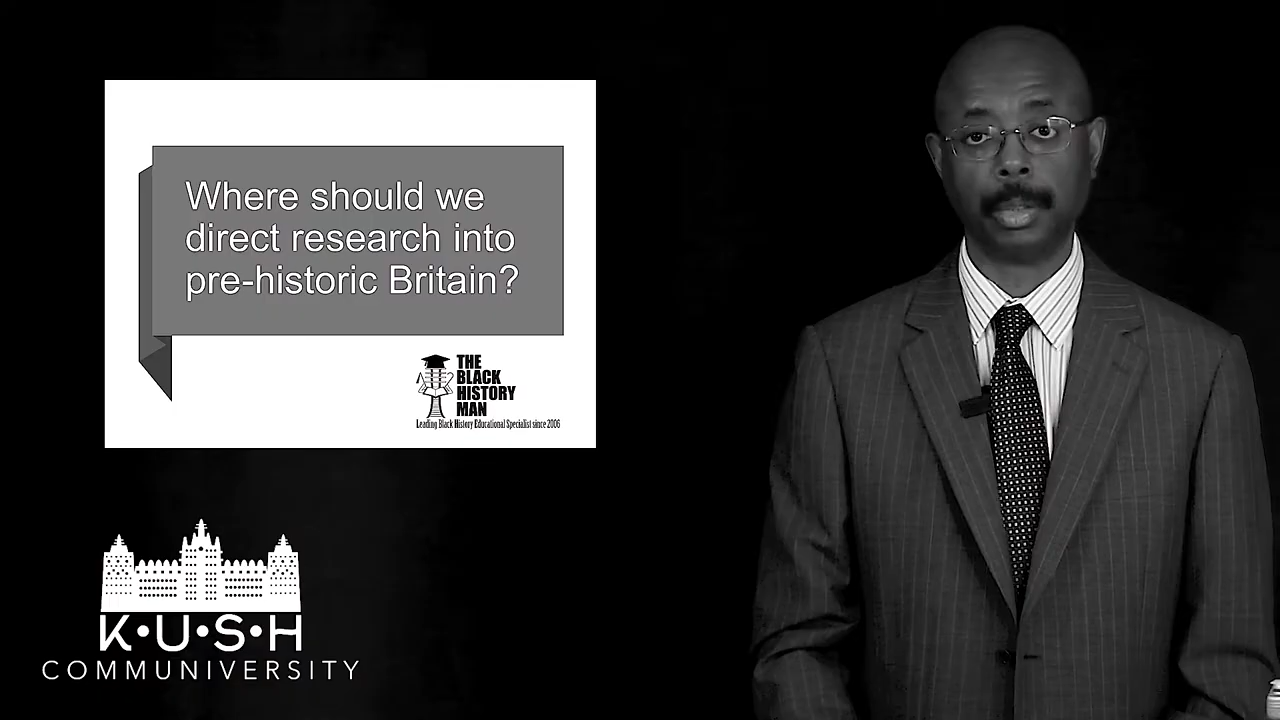 Where should we
direct research into
pre-historic Britain?
THE
BLACK
HISTORY
MAN
Leading Black History Educational Specialist since 2006
K•U•S•H
COMMUNIVERSITY